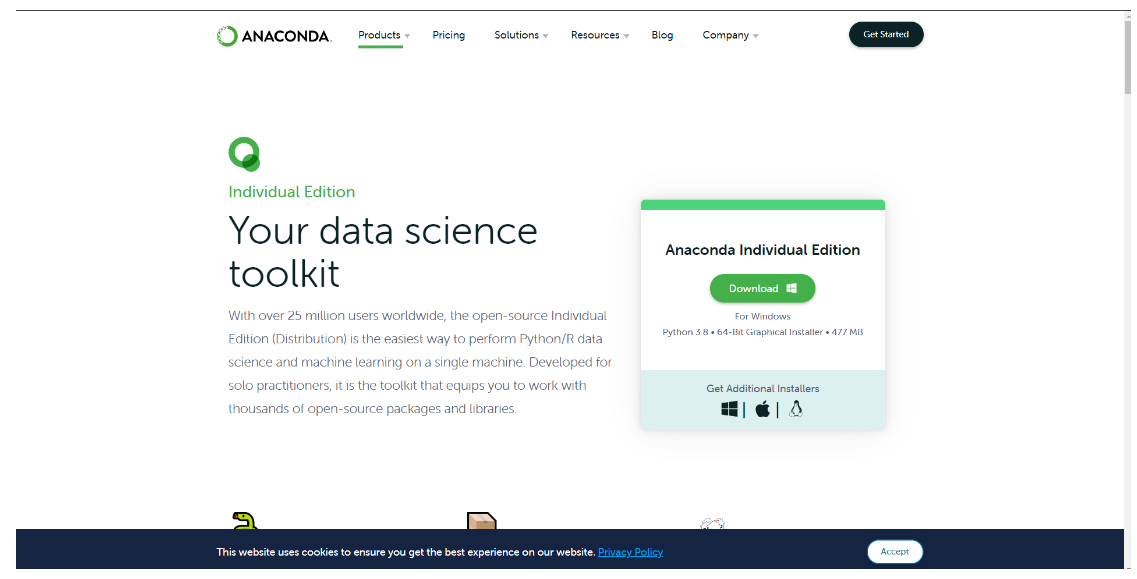 ANACONDA.
Products
Pricing
Solutions
Resources
Blog
Company
Get Started
Individual Edition
Your data science
toolkit
With over 25 million users worldwide, the open-source Individual
Edition (Distribution) is the easiest way to perform Python/R data
science and machine learning on a single machine. Developed for
solo practitioners, it is the toolkit that equips you to work with
thousands of open-source packages and libraries.
Anaconda Individual Edition
Download
For Windows
Python 3.8 • 64-Bit Graphical Installer • 477 MB
Get Additional Installers
This website uses cookies to ensure you get the best experience on our website. Privacy Policy
Accept